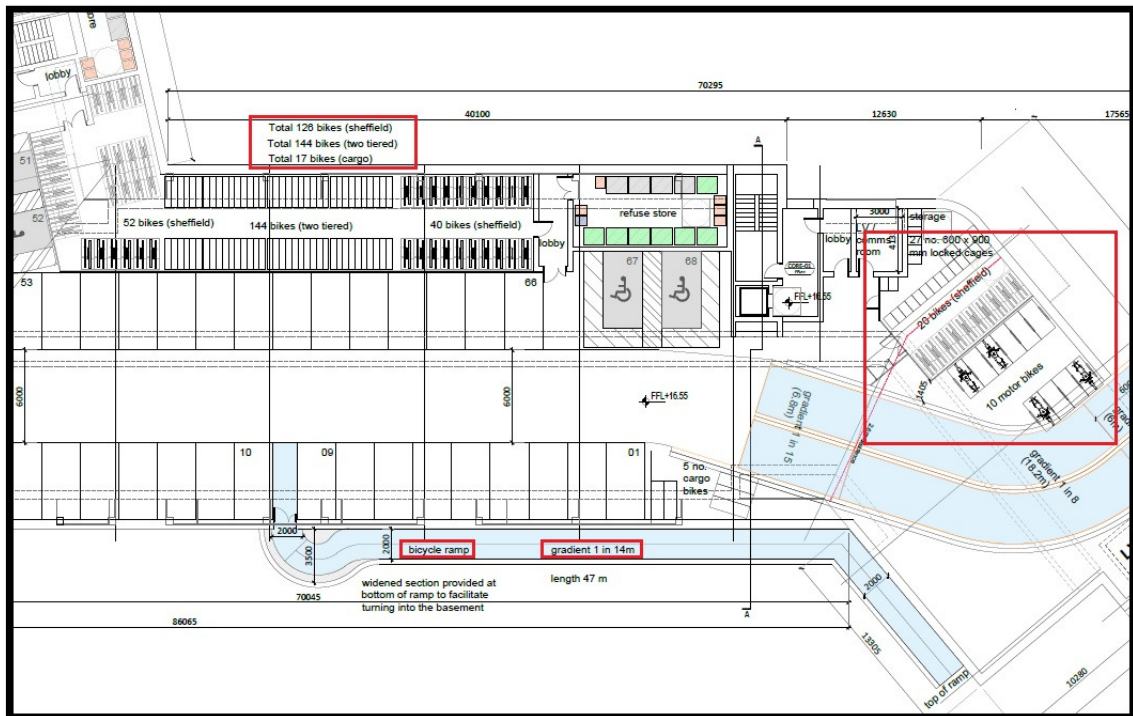 ore
lobby
51
52
70295
40100
12630
17565
A
Total 126 bikes (sheffield)
Total 144 bikes (two tiered)
Total 17 bikes (cargo)
52 bikes (sheffield)
144 bikes (two tiered)
40 bikes (sheffield)
lobby
refuse store
lobby
3000
storage
LV/
comms
room
27 no. 600 x 900
mm locked cages
CORE-03
53
66
67
68
FFL+16.55
20 bikes (sheffield)
1405
10 motor bikes
6000
6000
FFL+16.55
gradient 1 in 15
(6.8m)
gradient 1 in 8
(18.2m)
(6m)
10
09
01
5 no.
cargo
bikes
2000
3500
2000
bicycle ramp
gradient 1 in 14m
length 47 m
widened section provided at
bottom of ramp to facilitate
turning into the basement
2000
70045
A
86065
13305
10280
top of ramp